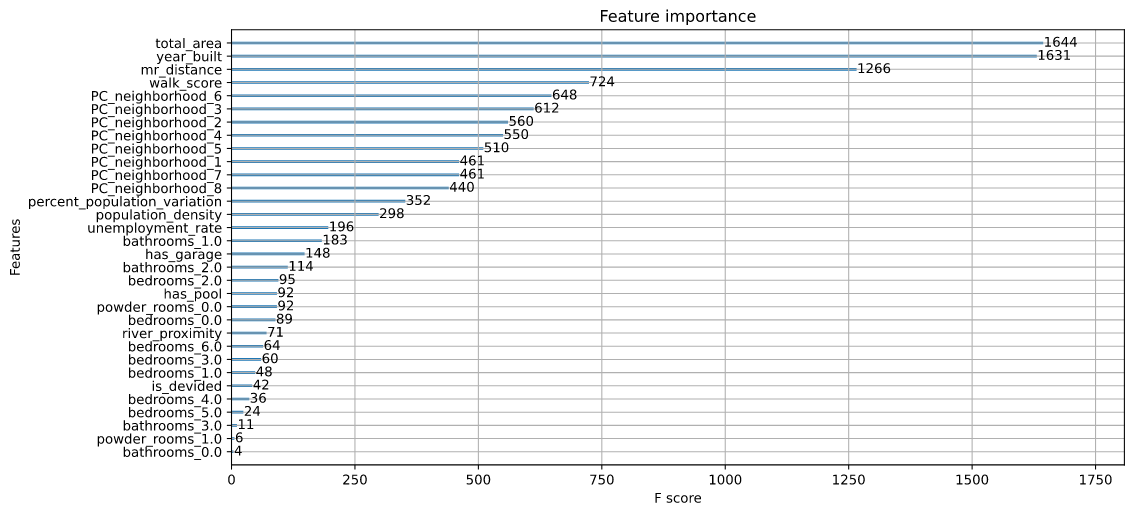 Feature importance
total_area 1644
year_built 1631
mr_distance 1266
walk_score 724
PC_neighborhood_6 648
PC_neighborhood_3 612
PC_neighborhood_2 560
PC_neighborhood_4 550
PC_neighborhood_5 510
PC_neighborhood_1 461
PC_neighborhood_7 461
PC_neighborhood_8 440
percent_population_variation 352
population_density 298
unemployment_rate 196
bathrooms_1.0 183
has_garage 148
bathrooms_2.0 114
bedrooms_2.0 95
has_pool 92
powder_rooms_0.0 92
bedrooms_0.0 89
river_proximity 71
bedrooms_6.0 64
bedrooms_3.0 60
bedrooms_1.0 48
is_devided 42
bedrooms_4.0 36
bedrooms_5.0 24
bathrooms_3.0 11
powder_rooms_1.0 6
bathrooms_0.0 4
Features
0 250 500 750 1000 1250 1500 1750
F score